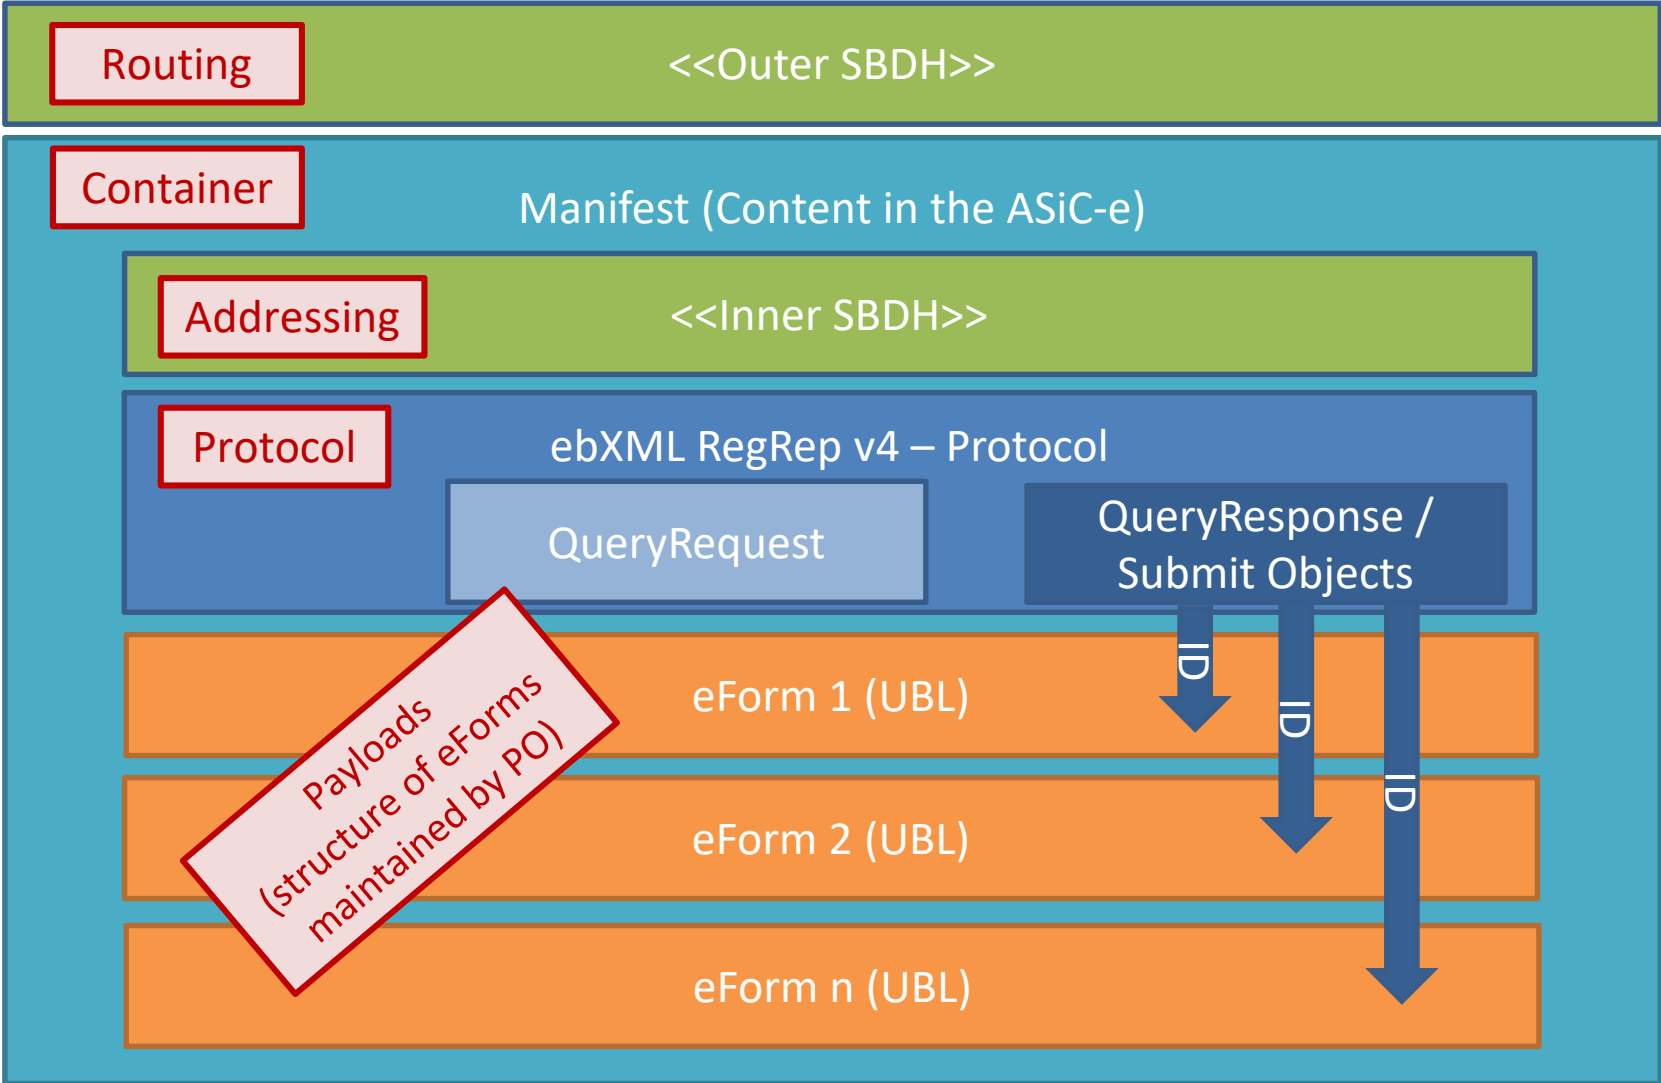 Routing
<<Outer SBDH>>
Container
Manifest (Content in the ASiC-e)
Addressing
<<Inner SBDH>>
Protocol
ebXML RegRep v4 – Protocol
QueryRequest
QueryResponse /
Submit Objects
ID
ID
ID
Payloads
(structure of eForms
maintained by PO)
eForm 1 (UBL)
eForm 2 (UBL)
eForm n (UBL)